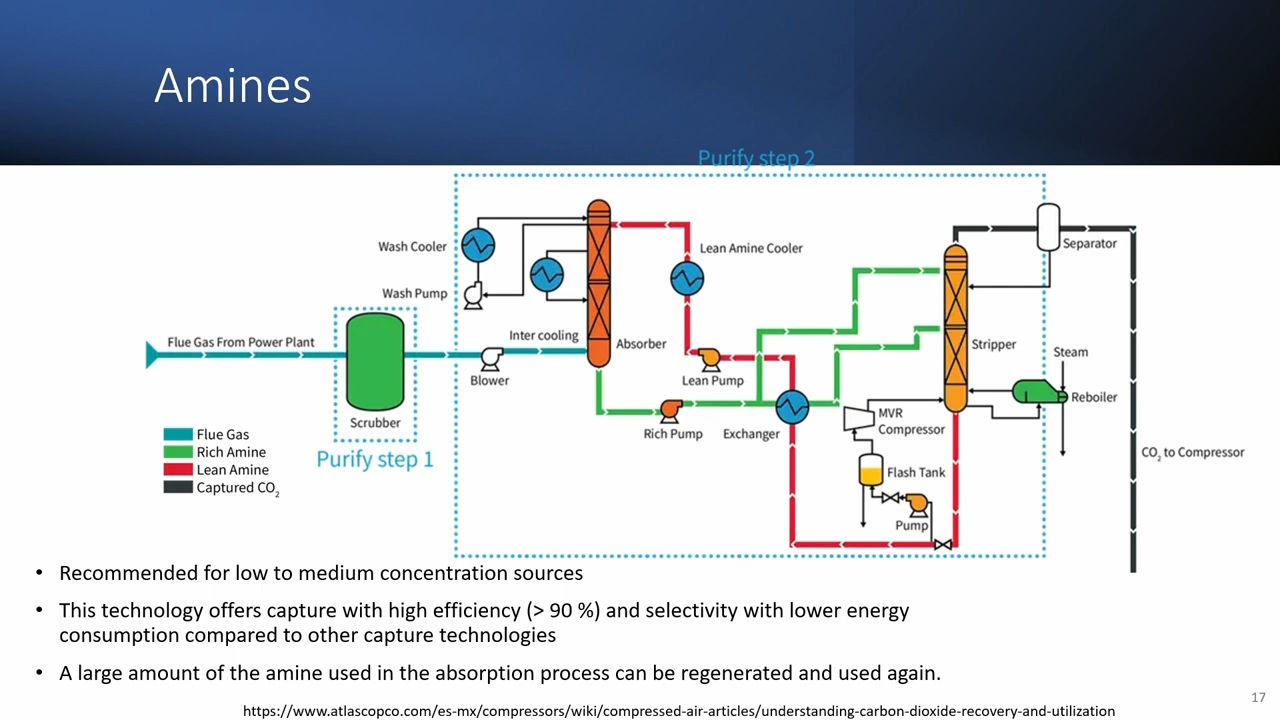 Amines
Purify step 2
Wash Cooler
Lean Amine Cooler
Separator
Wash Pump
Flue Gas From Power Plant
Inter cooling
Absorber
Stripper
Steam
Blower
Lean Pump
Reboiler
Scrubber
Rich Pump
Exchanger
MVR
Compressor
Flue Gas
Rich Amine
Lean Amine
Captured CO₂
Purify step 1
CO₂ to Compressor
Flash Tank
Pump
• Recommended for low to medium concentration sources
• This technology offers capture with high efficiency (> 90 %) and selectivity with lower energy
consumption compared to other capture technologies
• A large amount of the amine used in the absorption process can be regenerated and used again.
17
https://www.atlascopco.com/es-mx/compressors/wiki/compressed-air-articles/understanding-carbon-dioxide-recovery-and-utilization